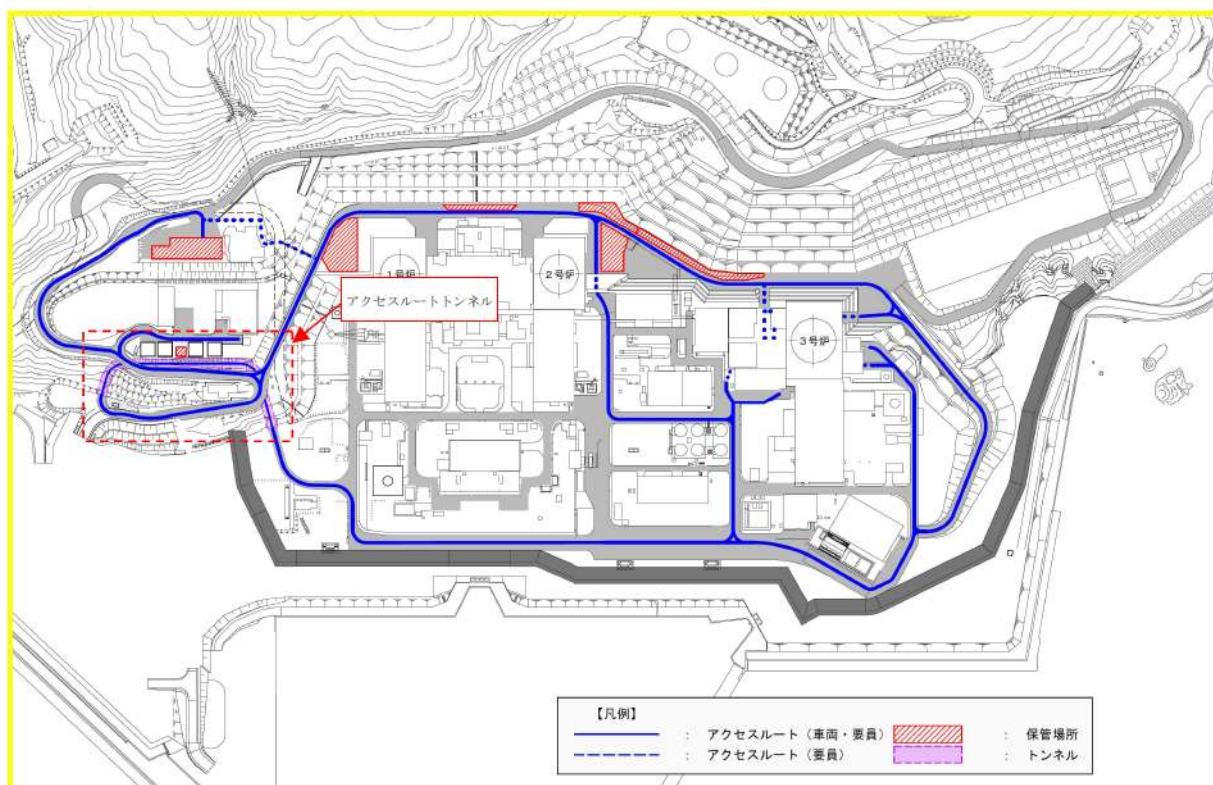 1号炉
2号炉
アクセスルートトンネル
3号炉
【凡例】
: アクセスルート（車両・要員） : 保管場所
: アクセスルート（要員） : トンネル